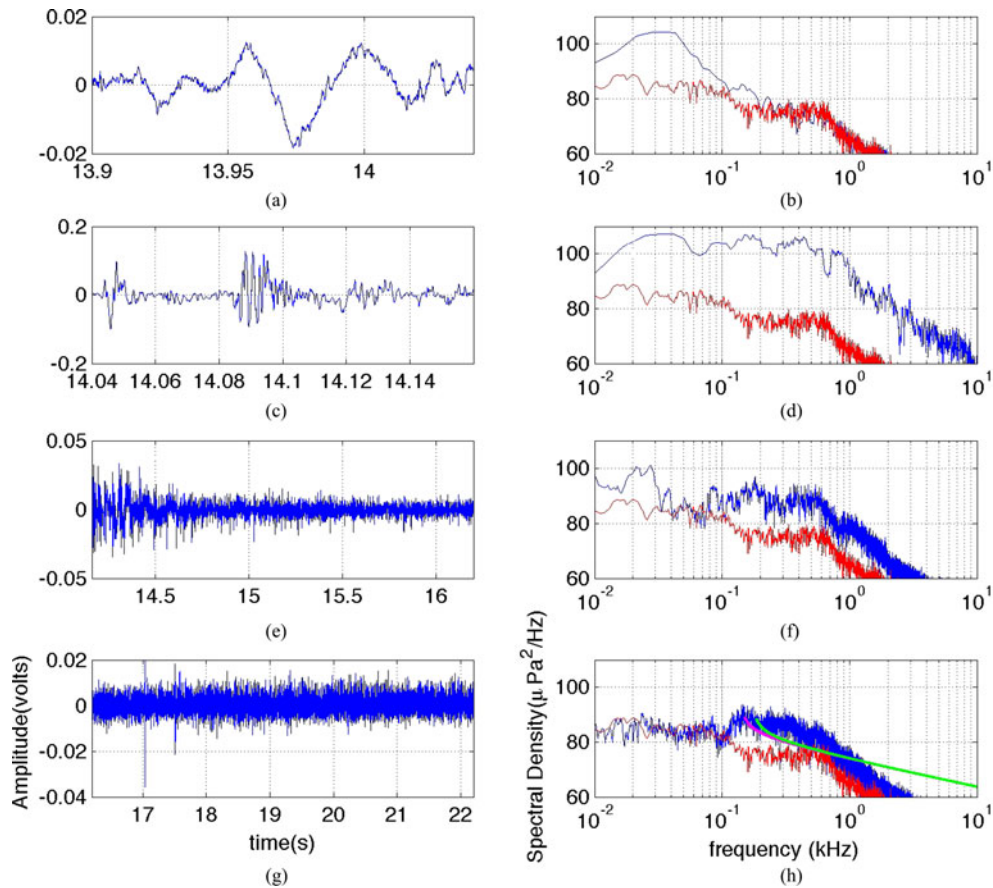 0.02
0
-0.02
13.9 13.95 14
(a)
100
80
60
10^-2 10^-1 10^0 10^1
(b)
0.2
0
-0.2
14.04 14.06 14.08 14.1 14.12 14.14
(c)
100
80
60
10^-2 10^-1 10^0 10^1
(d)
0.05
0
-0.05
14.5 15 15.5 16
(e)
100
80
60
10^-2 10^-1 10^0 10^1
(f)
Amplitude(volts)
0.02
0
-0.02
-0.04
17 18 19 20 21 22
time(s)
(g)
Spectral Density(μ Pa^2/Hz)
100
80
60
10^-2 10^-1 10^0 10^1
frequency (kHz)
(h)